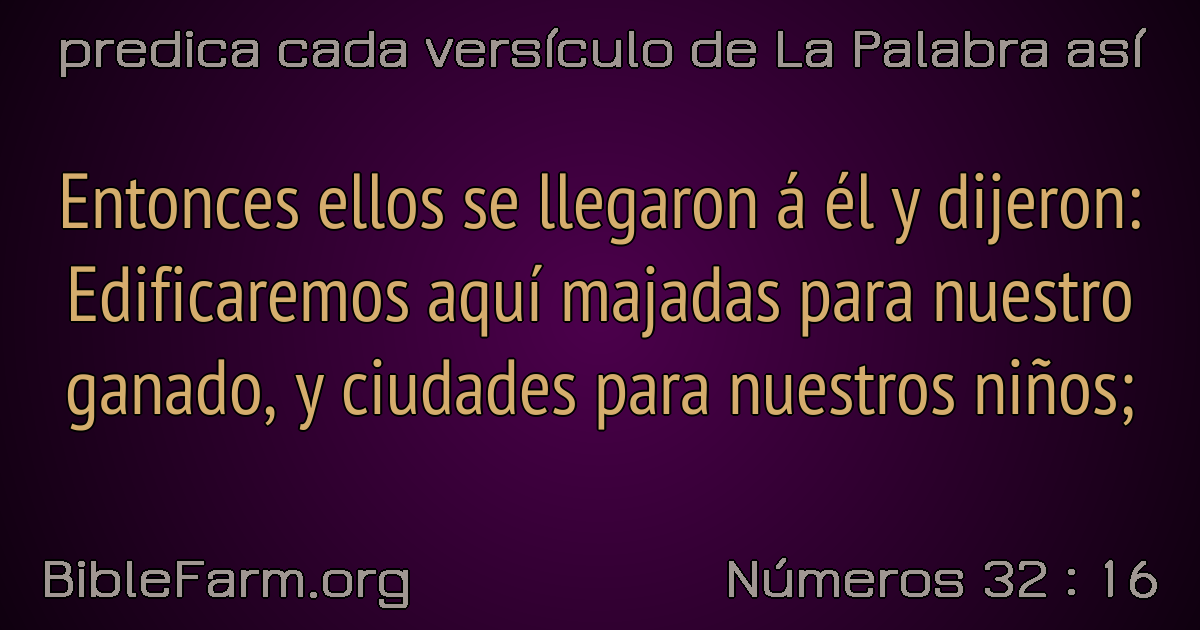 predica cada versículo de La Palabra así
Entonces ellos se llegaron á él y dijeron:
Edificaremos aquí majadas para nuestro
ganado, y ciudades para nuestros niños;
BibleFarm.org
Números 32 : 16